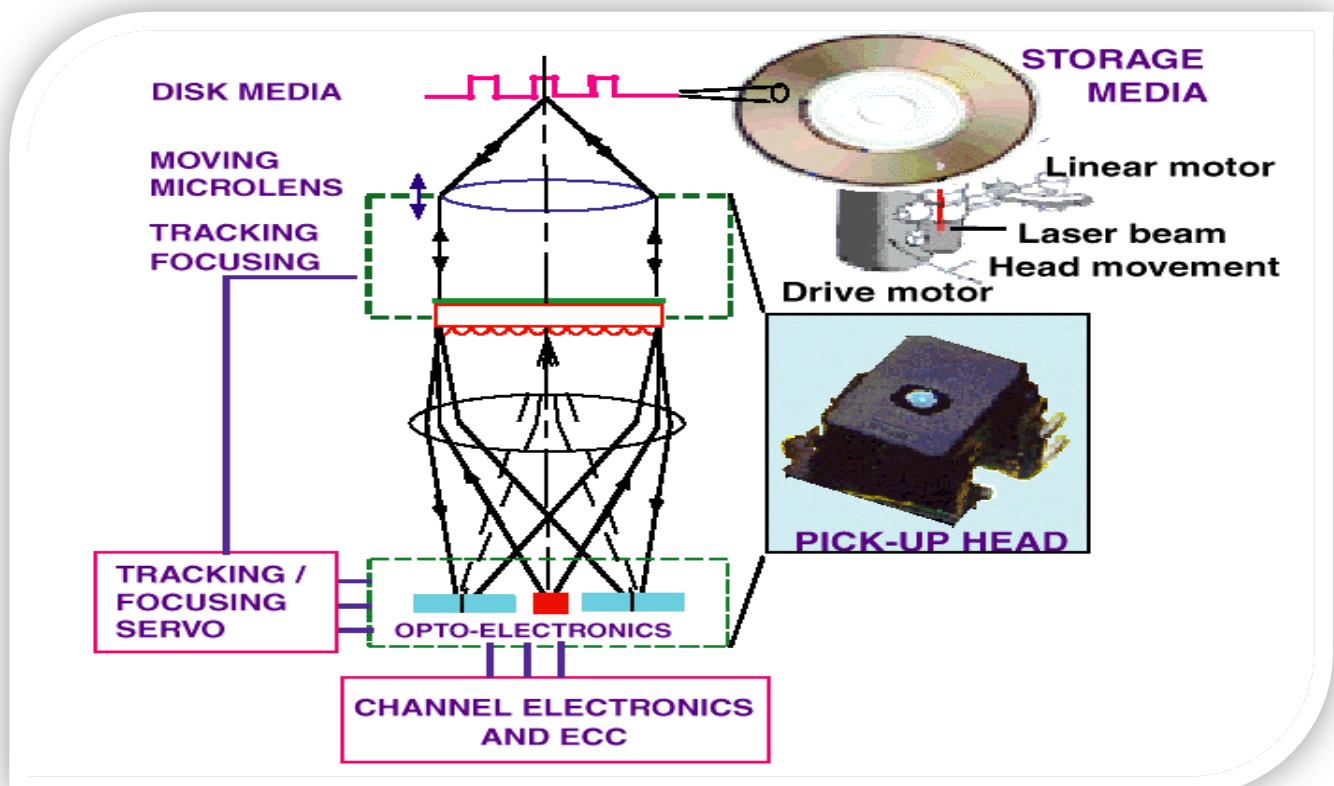 DISK MEDIA
STORAGE
MEDIA
MOVING
MICROLENS
TRACKING
FOCUSING
Linear motor
Laser beam
Head movement
Drive motor
PICK-UP HEAD
TRACKING /
FOCUSING
SERVO
OPTO-ELECTRONICS
CHANNEL ELECTRONICS
AND ECC